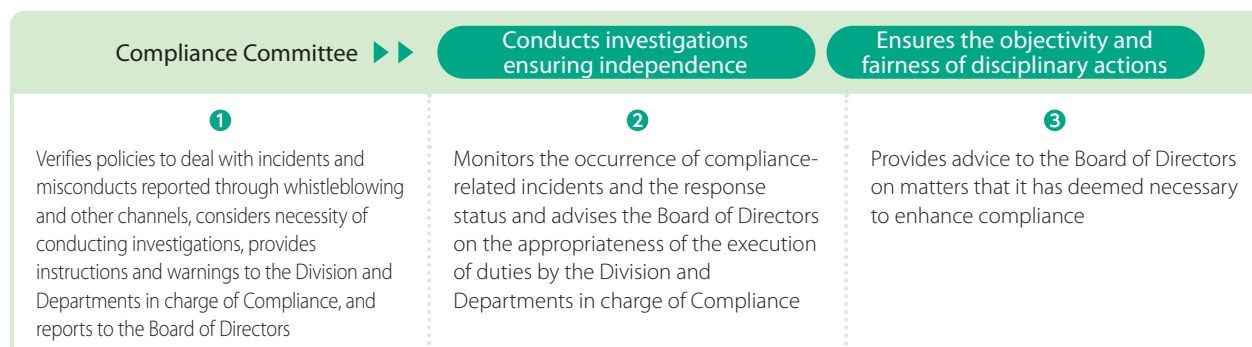 Compliance Committee
Conducts investigations
ensuring independence
Ensures the objectivity and
fairness of disciplinary actions
1
Verifies policies to deal with incidents and
misconducts reported through whistleblowing
and other channels, considers necessity of
conducting investigations, provides
instructions and warnings to the Division and
Departments in charge of Compliance, and
reports to the Board of Directors
2
Monitors the occurrence of compliance-
related incidents and the response
status and advises the Board of Directors
on the appropriateness of the execution
of duties by the Division and
Departments in charge of Compliance
3
Provides advice to the Board of Directors
on matters that it has deemed necessary
to enhance compliance